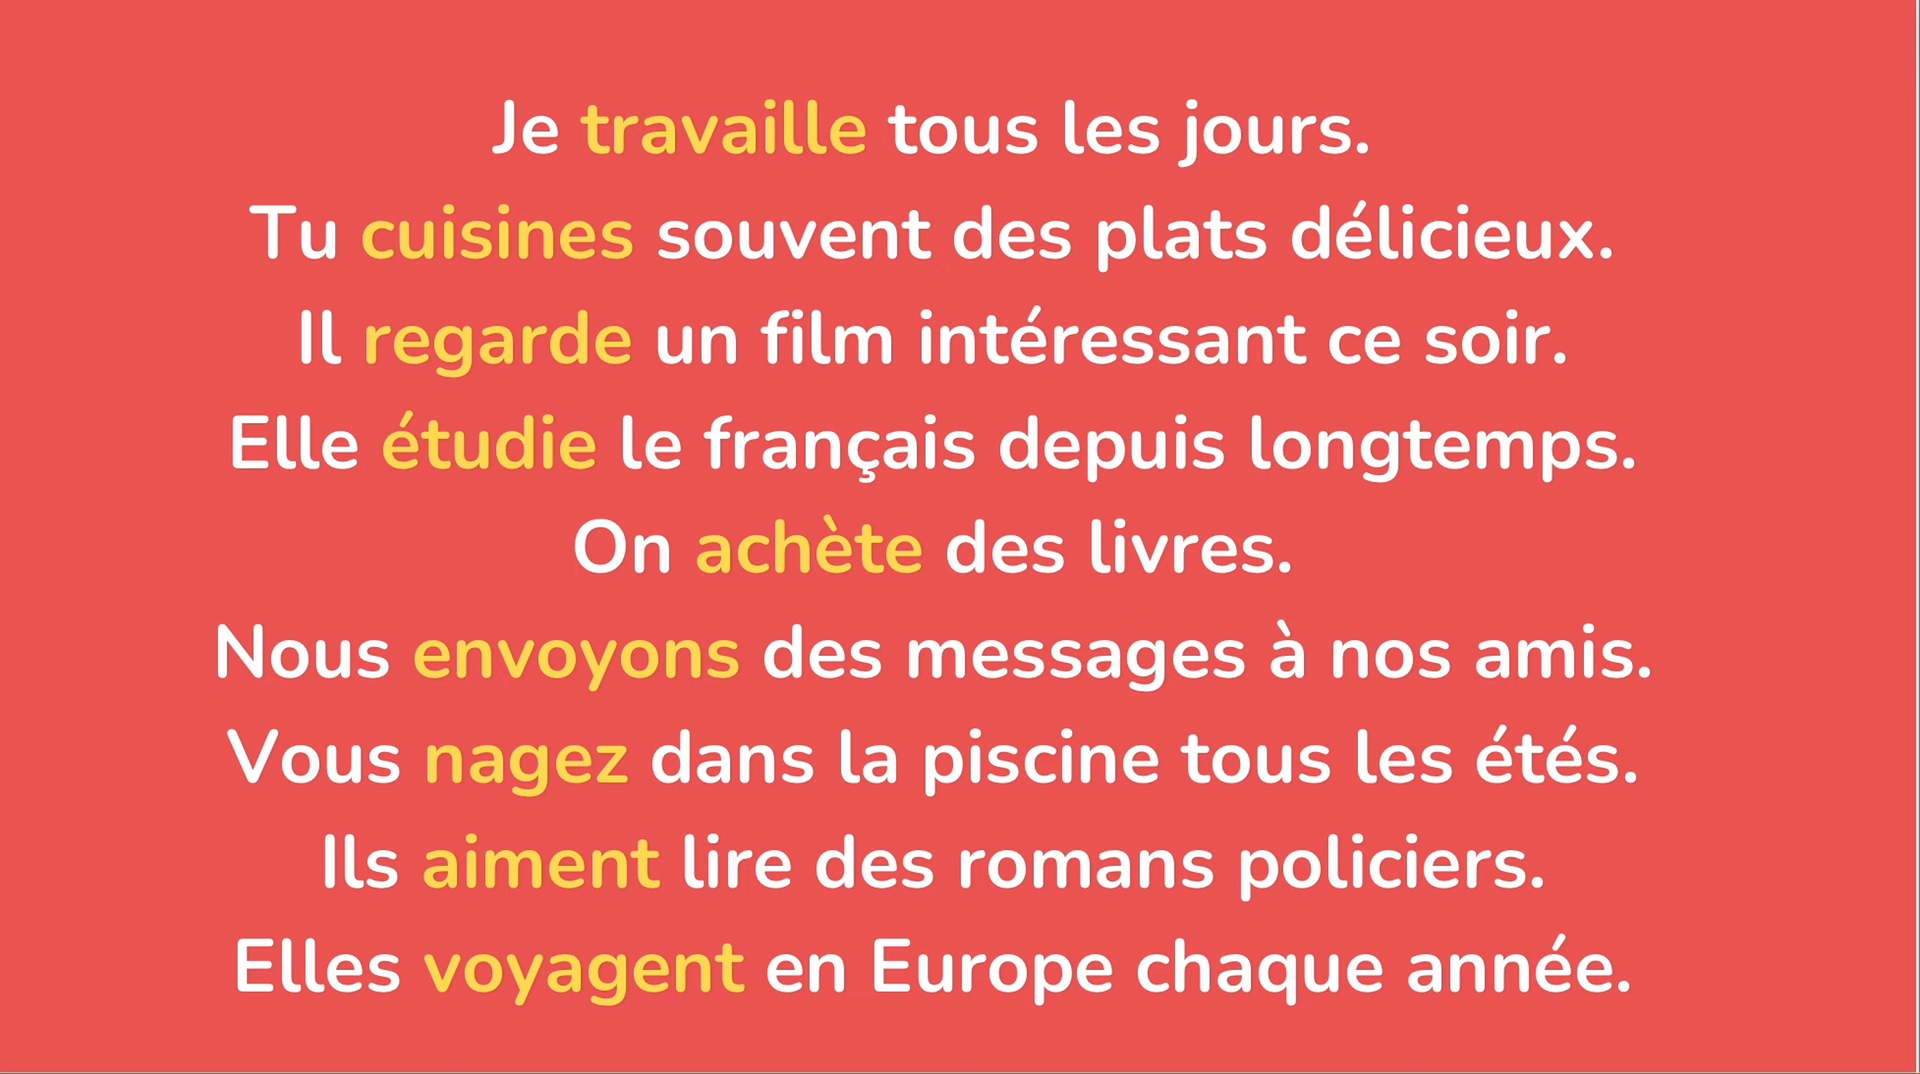 Je travaille tous les jours.
Tu cuisines souvent des plats délicieux.
Il regarde un film intéressant ce soir.
Elle étudie le français depuis longtemps.
On achète des livres.
Nous envoyons des messages à nos amis.
Vous nagez dans la piscine tous les étés.
Ils aiment lire des romans policiers.
Elles voyagent en Europe chaque année.